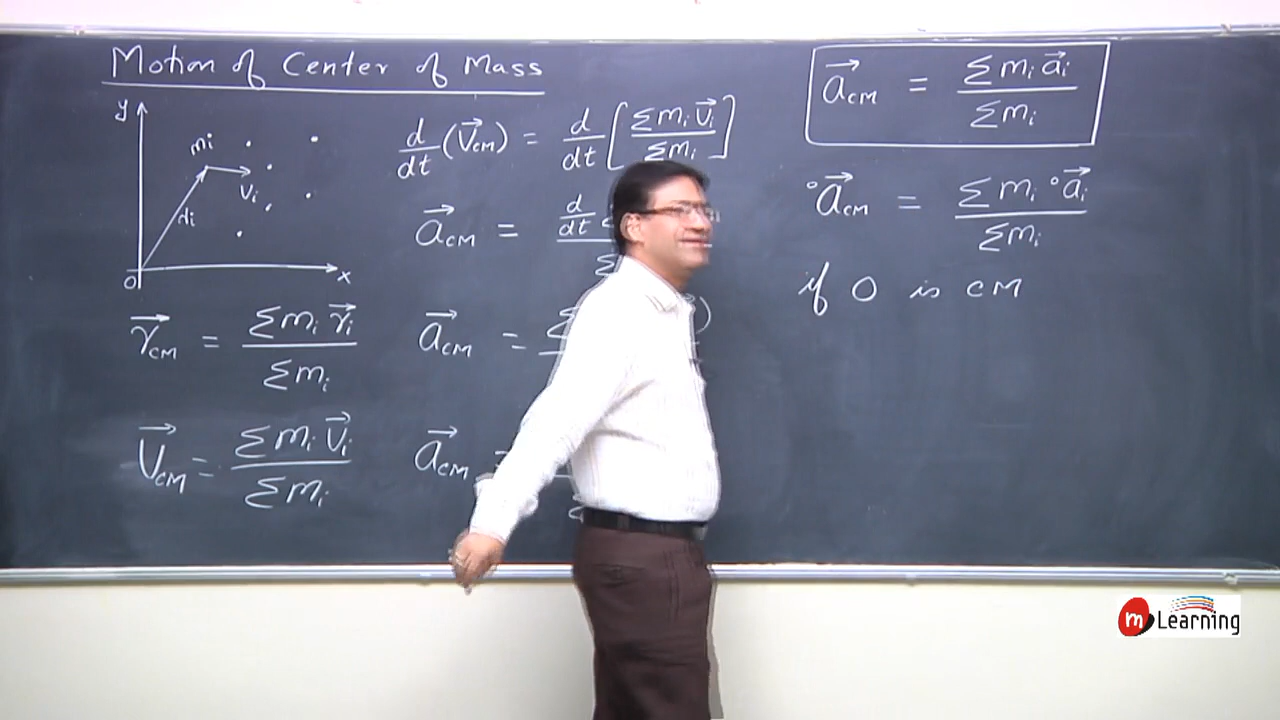 Motion of Center of Mass
y
mi
vi
di
O
x
r⃗CM = Σmi r⃗i / Σmi
V⃗CM = Σmi V⃗i / Σmi
d/dt (V⃗CM) = d/dt [Σmi V⃗i / Σmi]
a⃗CM = d/dt
a⃗CM =
a⃗CM =
a⃗CM = Σmi a⃗i / Σmi
°a⃗CM = Σmi °a⃗i / Σmi
if O is CM
m Learning